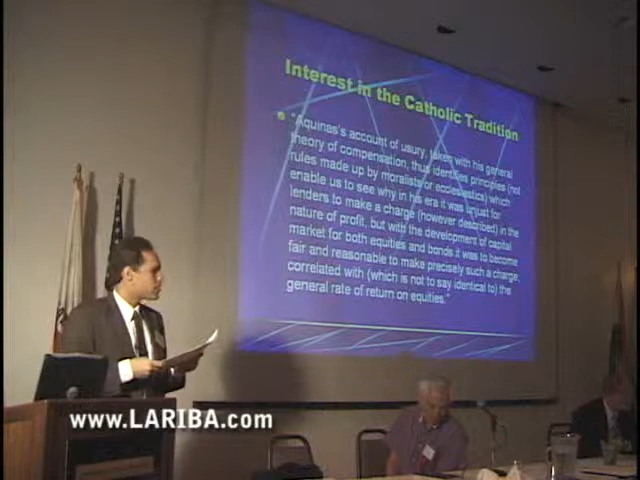 Interest in the Catholic Tradition
"Aquinas's account of usury, taken with his general
theory of compensation, thus identifies principles (not
rules made up by moralists or ecclesiastics) which
enable us to see why in his era it was unjust for
lenders to make a charge (however described) in the
nature of profit, but with the development of capital
market for both equities and bonds it was to become
fair and reasonable to make precisely such a charge,
correlated with (which is not to say identical to) the
general rate of return on equities."
www.LARIBA.com